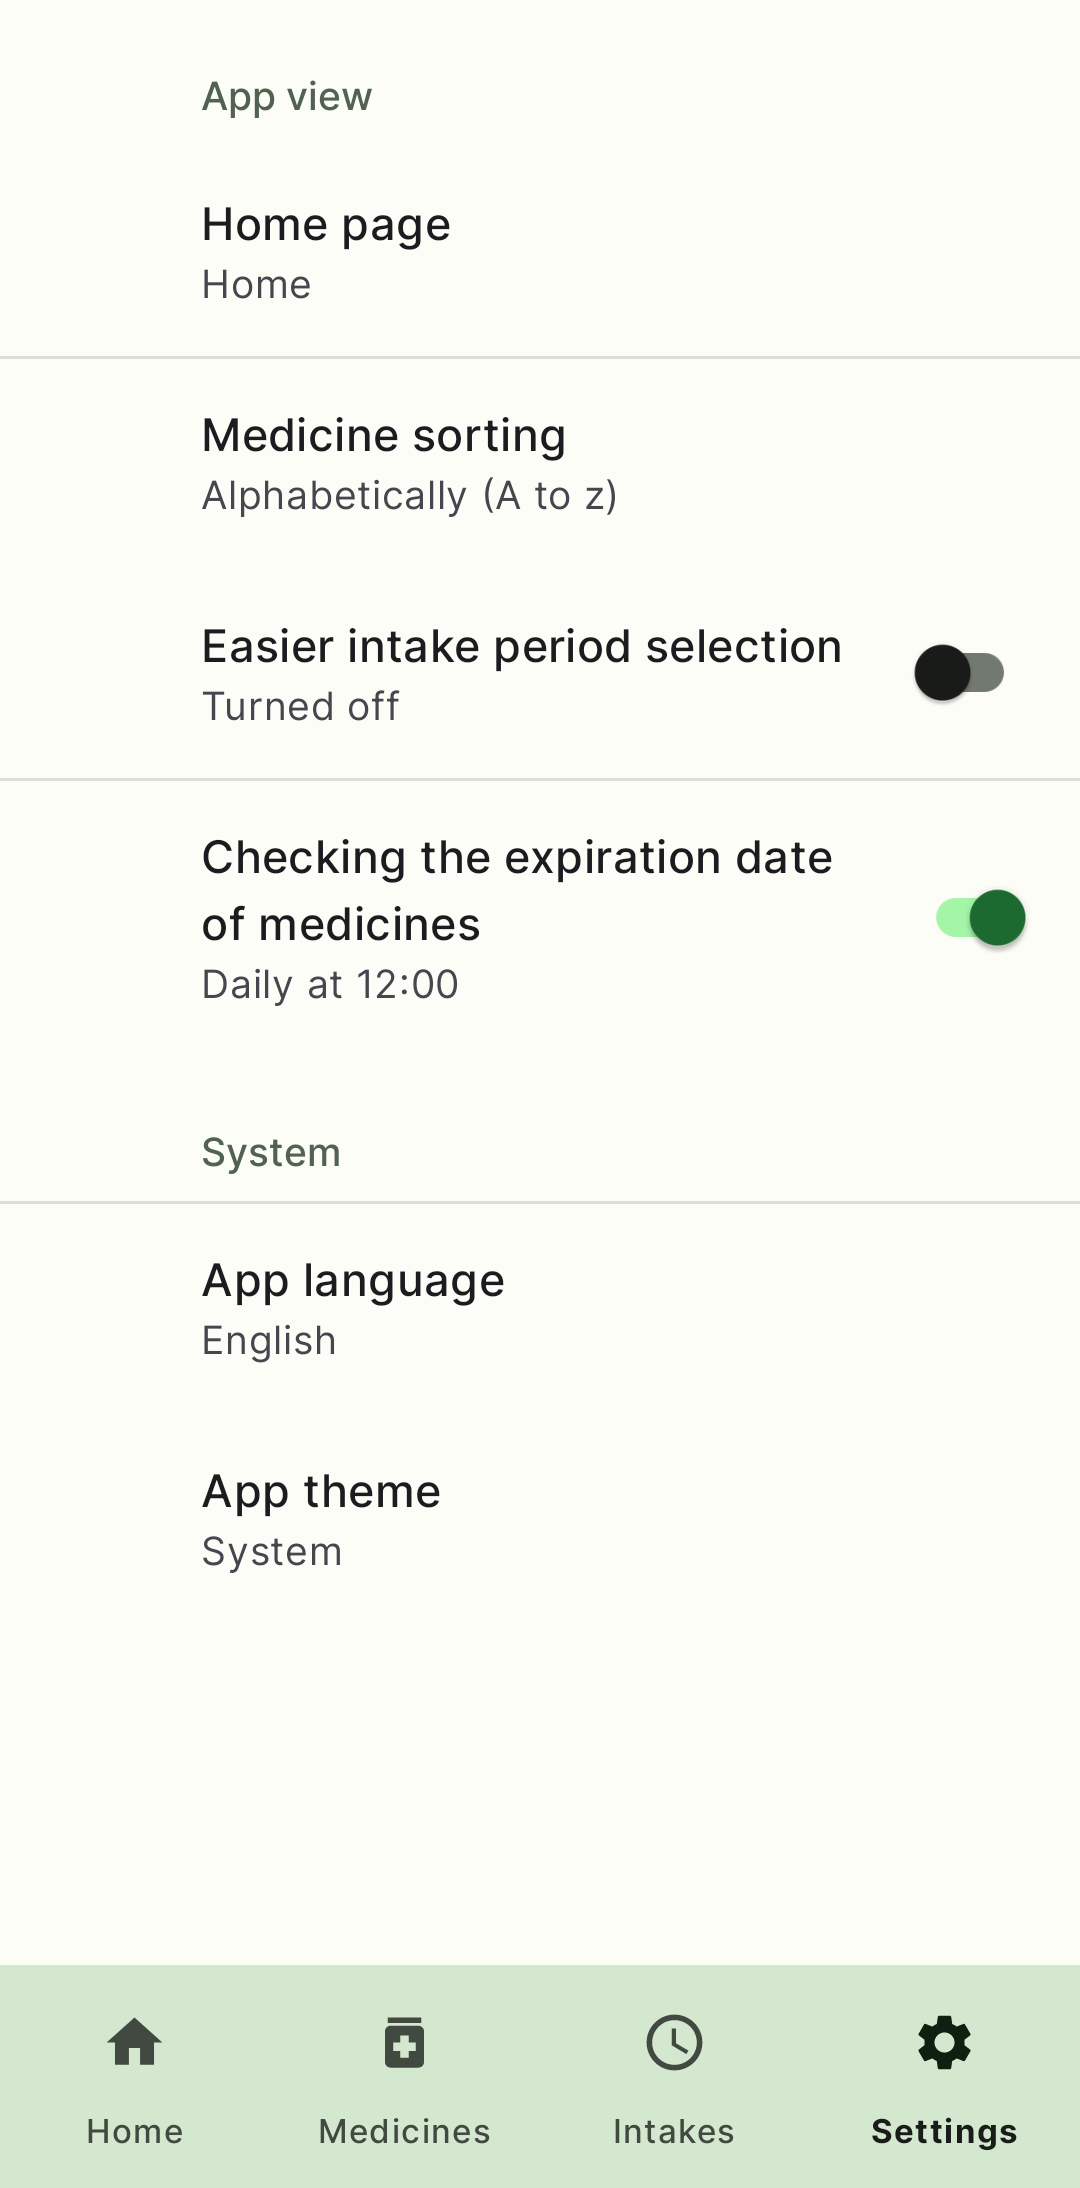 App view
Home page
Home
Medicine sorting
Alphabetically (A to z)
Easier intake period selection
Turned off
Checking the expiration date
of medicines
Daily at 12:00
System
App language
English
App theme
System
Home
Medicines
Intakes
Settings